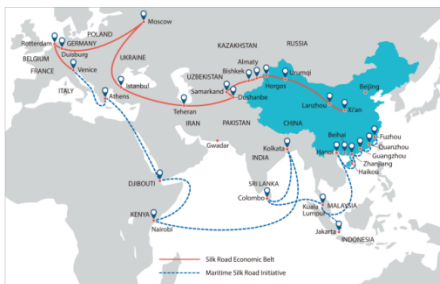 Moscow
POLAND
Rotterdam
GERMANY
Duisburg
BELGIUM
FRANCE
UKRAINE
KAZAKHSTAN
RUSSIA
Almaty
Bishkek
Urumqi
Venice
Istanbul
UZBEKISTAN
Horgos
ITALY
Athens
Samarkand
Doshanbe
Beijing
Lanzhou
Xi'an
Teheran
IRAN
PAKISTAN
CHINA
Gwadar
Kolkata
Beihai
Fuzhou
Hanoi
Quanzhou
INDIA
Guangzhou
Zhanjiang
Haikou
DJIBOUTI
SRI LANKA
Colombo
KENYA
Nairobi
Kuala
Lumpur
MALAYSIA
Jakarta
INDONESIA
Silk Road Economic Belt
Maritime Silk Road Initiative